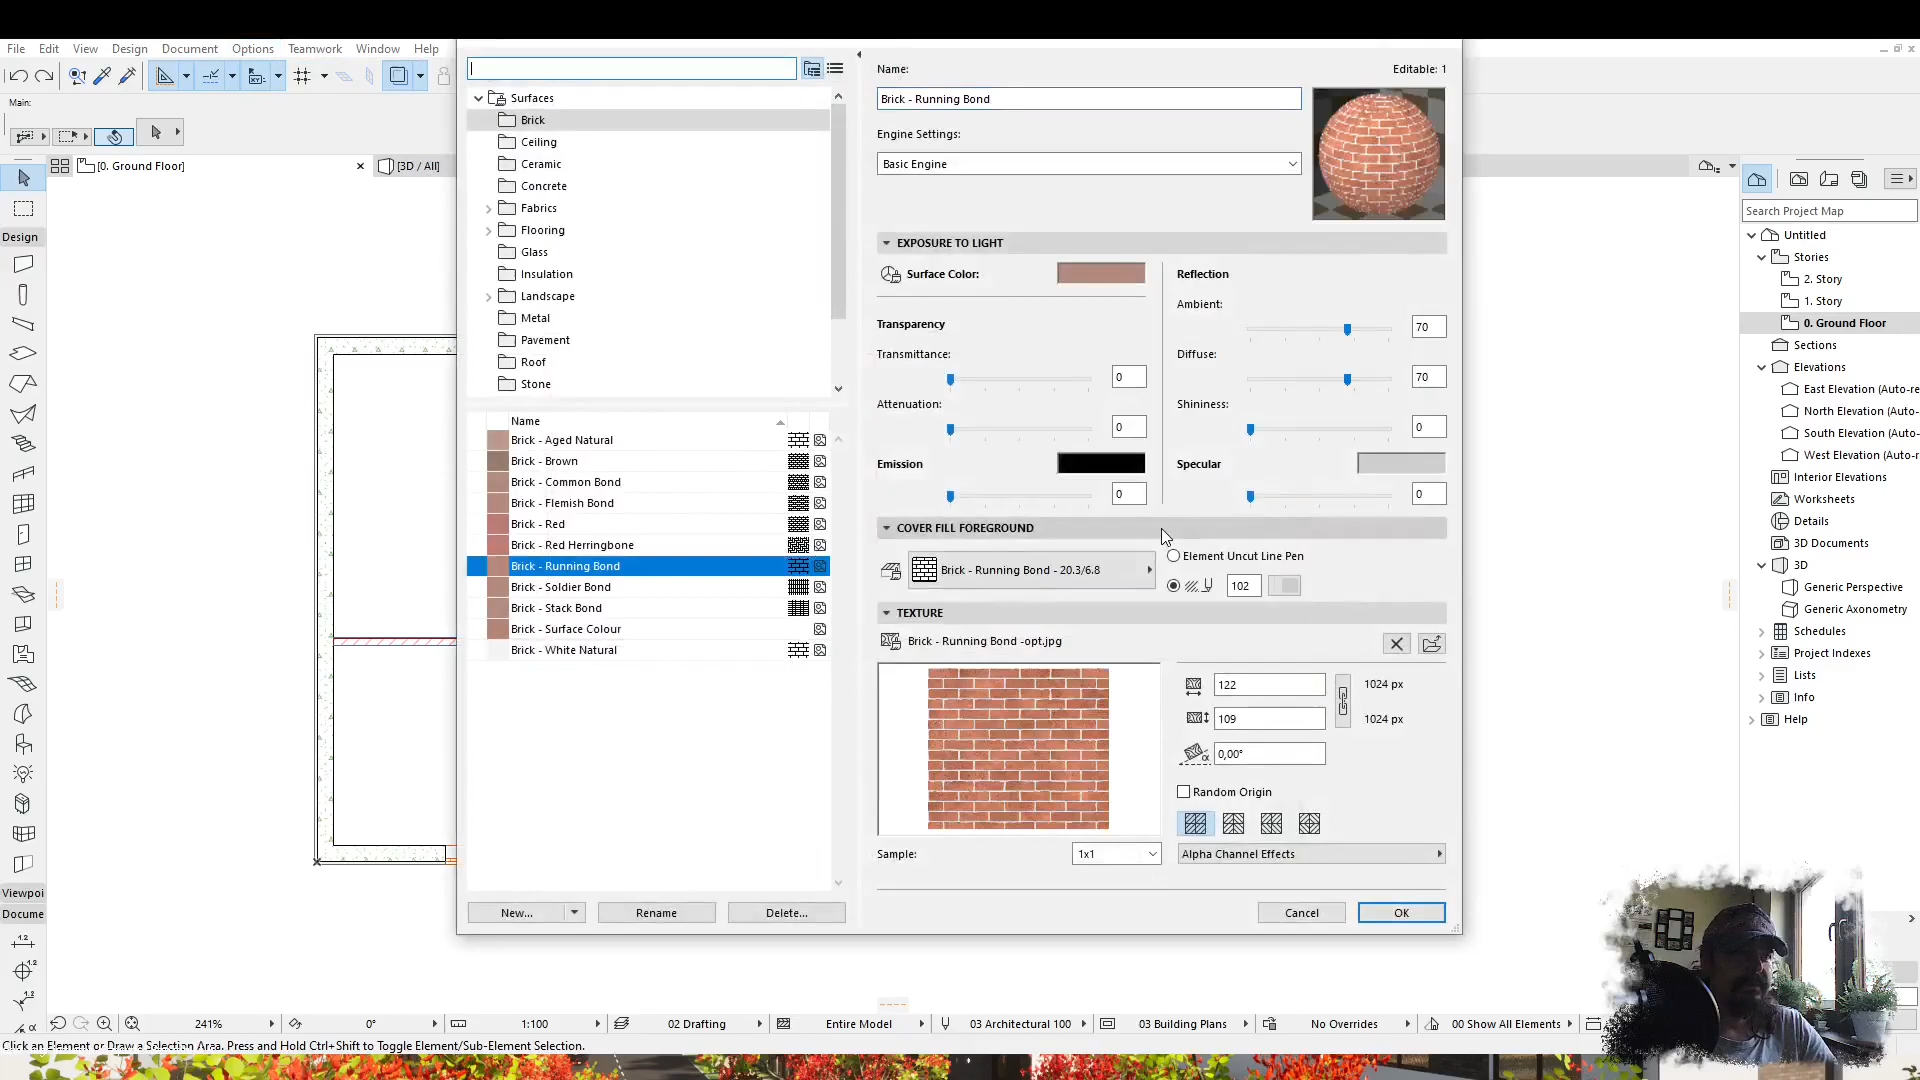 File Edit View Design Document Options Teamwork Window Help
Main:
[0. Ground Floor]
[3D / All]
Design
Viewpoi
Docume
Surfaces
Brick
Ceiling
Ceramic
Concrete
Fabrics
Flooring
Glass
Insulation
Landscape
Metal
Pavement
Roof
Stone
Name
Brick - Aged Natural
Brick - Brown
Brick - Common Bond
Brick - Flemish Bond
Brick - Red
Brick - Red Herringbone
Brick - Running Bond
Brick - Soldier Bond
Brick - Stack Bond
Brick - Surface Colour
Brick - White Natural
New... Rename Delete...
Name: Editable: 1
Brick - Running Bond
Engine Settings:
Basic Engine
EXPOSURE TO LIGHT
Surface Color:
Transparency
Transmittance:
0
Attenuation:
0
Emission
0
Reflection
Ambient:
70
Diffuse:
70
Shininess:
0
Specular
0
COVER FILL FOREGROUND
Brick - Running Bond - 20.3/6.8
Element Uncut Line Pen
102
TEXTURE
Brick - Running Bond -opt.jpg
122 1024 px
109 1024 px
α 0,00°
Random Origin
Sample: 1x1
Alpha Channel Effects
Cancel OK
Search Project Map
Untitled
Stories
2. Story
1. Story
0. Ground Floor
Sections
Elevations
East Elevation (Auto-re
North Elevation (Auto-
South Elevation (Auto-
West Elevation (Auto-re
Interior Elevations
Worksheets
Details
3D Documents
3D
Generic Perspective
Generic Axonometry
Schedules
Project Indexes
Lists
Info
Help
1.2
1.2
1.2
α
241% 0° 1:100 02 Drafting Entire Model 03 Architectural 100 03 Building Plans No Overrides 00 Show All Elements
Click an Element or Draw a Selection Area. Press and Hold Ctrl+Shift to Toggle Element/Sub-Element Selection.